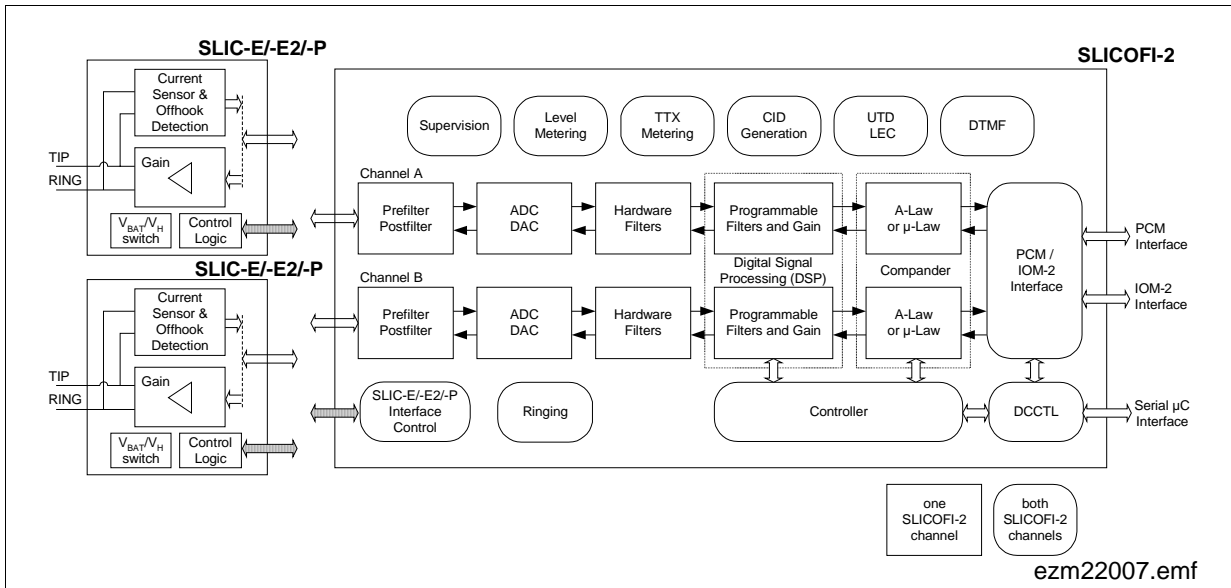 SLIC-E/-E2/-P
Current
Sensor &
Offhook
Detection
TIP
RING
Gain
VBAT/VH
switch
Control
Logic
SLIC-E/-E2/-P
Current
Sensor &
Offhook
Detection
TIP
RING
Gain
VBAT/VH
switch
Control
Logic
SLICOFI-2
Supervision
Level
Metering
TTX
Metering
CID
Generation
UTD
LEC
DTMF
Channel A
Prefilter
Postfilter
ADC
DAC
Hardware
Filters
Programmable
Filters and Gain
A-Law
or µ-Law
Digital Signal
Processing (DSP)
Compander
Channel B
Prefilter
Postfilter
ADC
DAC
Hardware
Filters
Programmable
Filters and Gain
A-Law
or µ-Law
PCM /
IOM-2
Interface
PCM
Interface
IOM-2
Interface
SLIC-E/-E2/-P
Interface
Control
Ringing
Controller
DCCTL
Serial µC
Interface
one
SLICOFI-2
channel
both
SLICOFI-2
channels
ezm22007.emf